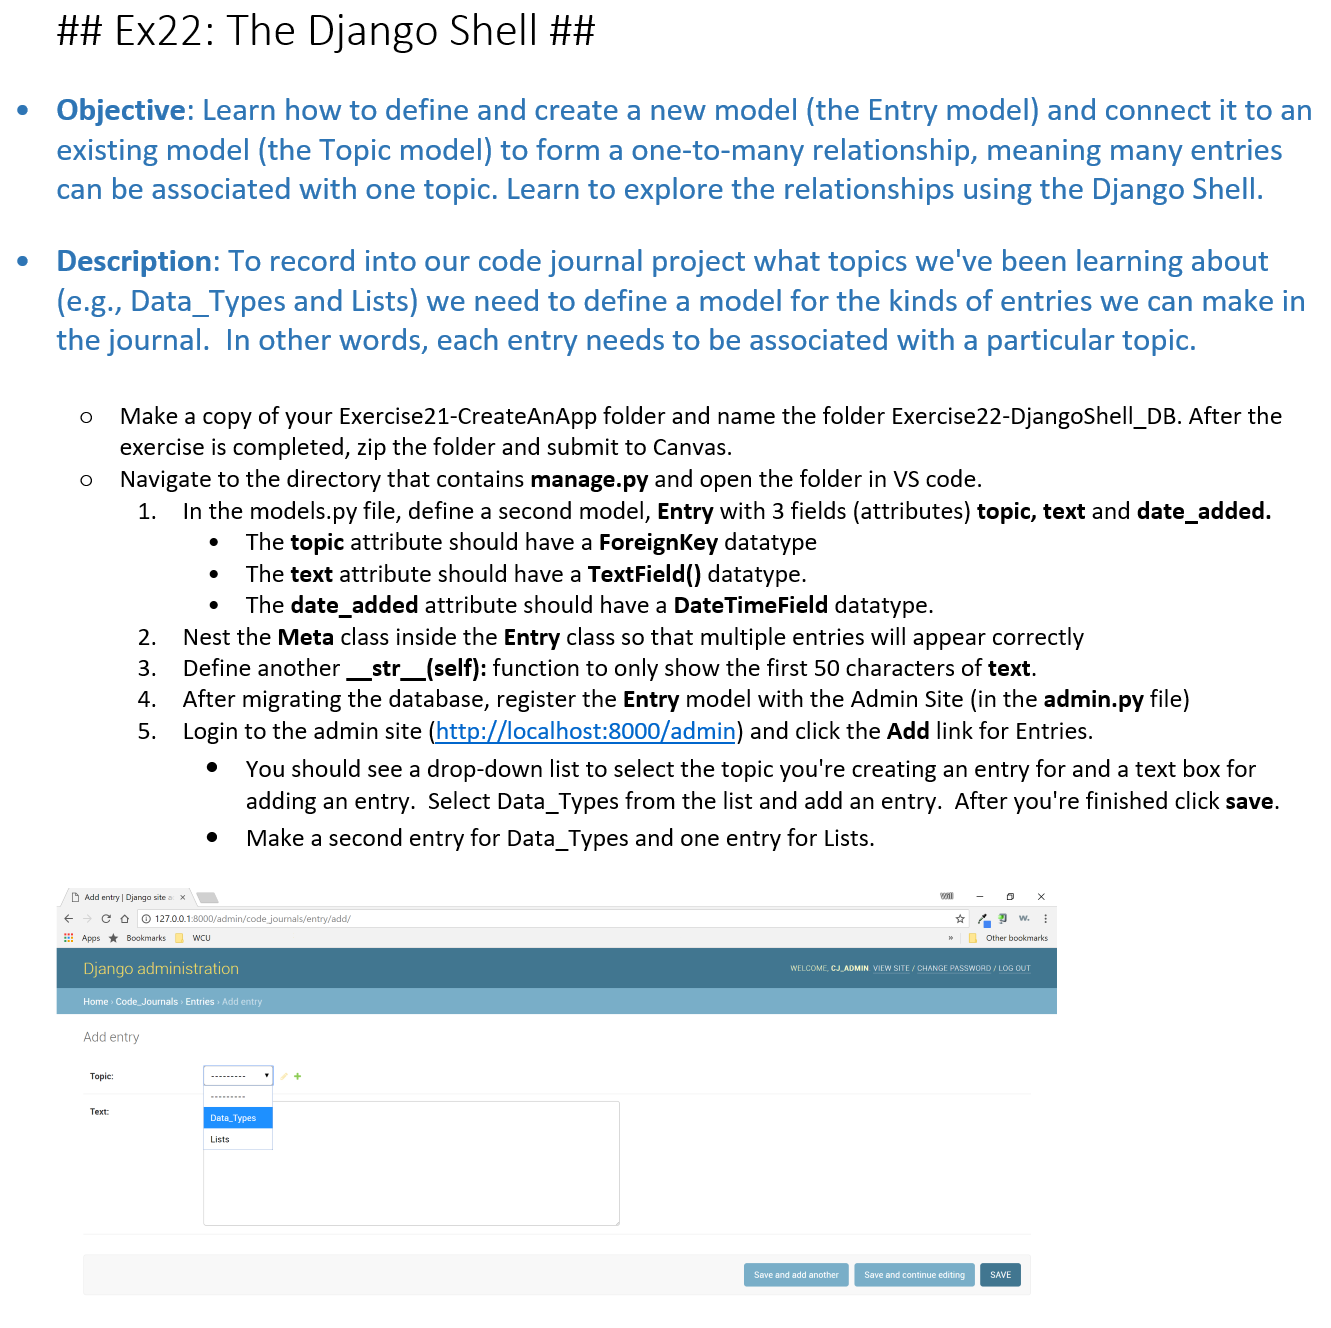 ## Ex22: The Django Shell ##
• Objective: Learn how to define and create a new model (the Entry model) and connect it to an
existing model (the Topic model) to form a one-to-many relationship, meaning many entries
can be associated with one topic. Learn to explore the relationships using the Django Shell.
• Description: To record into our code journal project what topics we've been learning about
(e.g., Data_Types and Lists) we need to define a model for the kinds of entries we can make in
the journal.  In other words, each entry needs to be associated with a particular topic.
○ Make a copy of your Exercise21-CreateAnApp folder and name the folder Exercise22-DjangoShell_DB. After the
exercise is completed, zip the folder and submit to Canvas.
○ Navigate to the directory that contains manage.py and open the folder in VS code.
1. In the models.py file, define a second model, Entry with 3 fields (attributes) topic, text and date_added.
• The topic attribute should have a ForeignKey datatype
• The text attribute should have a TextField() datatype.
• The date_added attribute should have a DateTimeField datatype.
2. Nest the Meta class inside the Entry class so that multiple entries will appear correctly
3. Define another __str__(self): function to only show the first 50 characters of text.
4. After migrating the database, register the Entry model with the Admin Site (in the admin.py file)
5. Login to the admin site (http://localhost:8000/admin) and click the Add link for Entries.
• You should see a drop-down list to select the topic you're creating an entry for and a text box for
adding an entry.  Select Data_Types from the list and add an entry.  After you're finished click save.
• Make a second entry for Data_Types and one entry for Lists.
Add entry | Django site a × Will
127.0.0.1:8000/admin/code_journals/entry/add/ w.
Apps Bookmarks WCU » Other bookmarks
Django administration WELCOME, CJ_ADMIN. VIEW SITE / CHANGE PASSWORD / LOG OUT
Home › Code_Journals › Entries › Add entry
Add entry
Topic: ---------
---------
Text:
Data_Types
Lists
Save and add another Save and continue editing SAVE